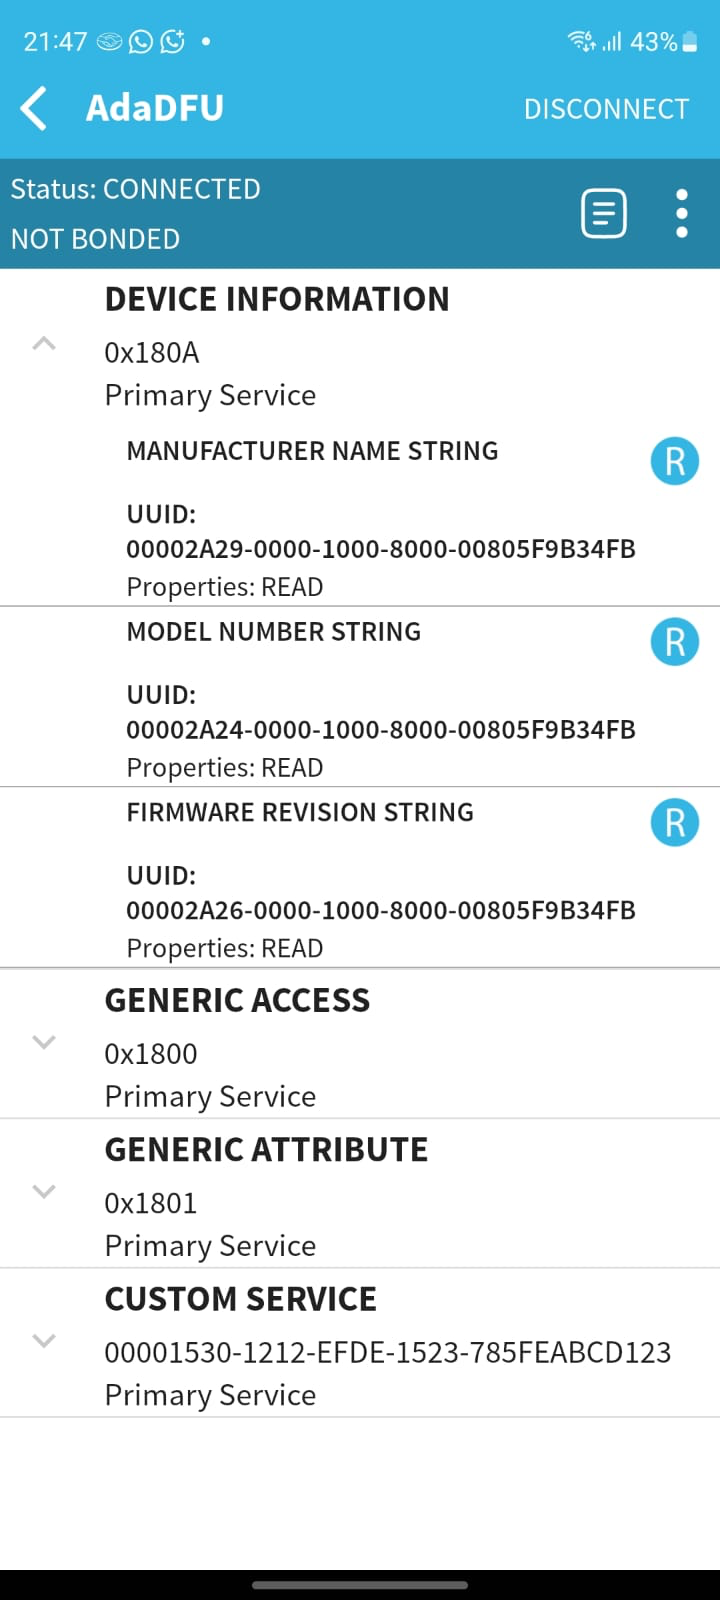 21:47 43%
AdaDFU DISCONNECT
Status: CONNECTED
NOT BONDED
DEVICE INFORMATION
0x180A
Primary Service
MANUFACTURER NAME STRING R
UUID:
00002A29-0000-1000-8000-00805F9B34FB
Properties: READ
MODEL NUMBER STRING R
UUID:
00002A24-0000-1000-8000-00805F9B34FB
Properties: READ
FIRMWARE REVISION STRING R
UUID:
00002A26-0000-1000-8000-00805F9B34FB
Properties: READ
GENERIC ACCESS
0x1800
Primary Service
GENERIC ATTRIBUTE
0x1801
Primary Service
CUSTOM SERVICE
00001530-1212-EFDE-1523-785FEABCD123
Primary Service